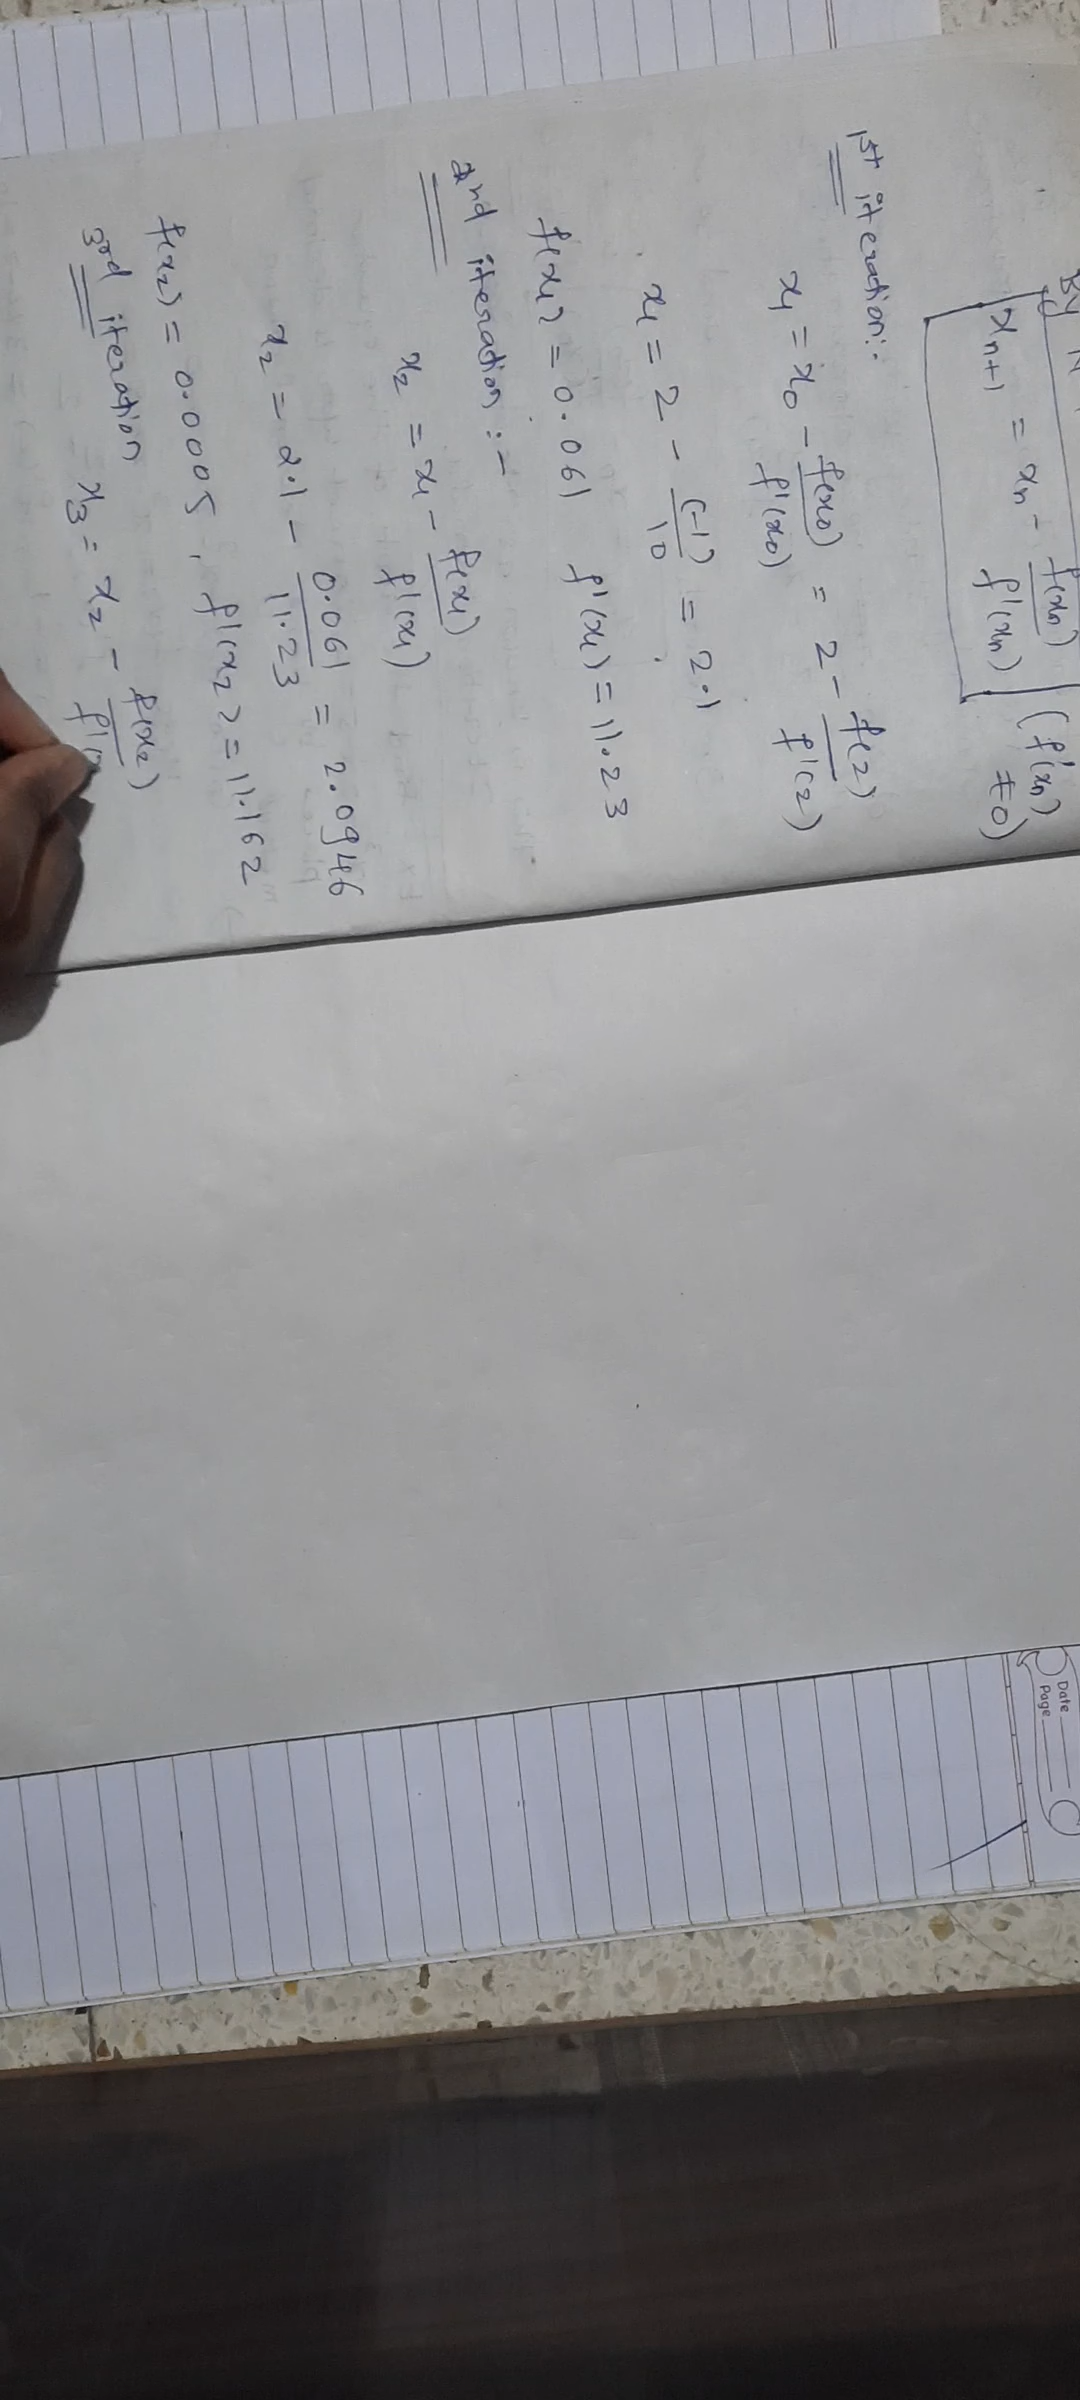 By
xn+1 = xn - f(xn)/f'(xn) (f'(xn) ≠0)
1st iteration:-
x1 = x0 - f(x0)/f'(x0) = 2 - f(2)/f'(2)
x1 = 2 - (-1)/10 = 2.1
f(x1) = 0.061 f'(x1) = 11.23
2nd iteration :-
x2 = x1 - f(x1)/f'(x1)
x2 = 2.1 - 0.061/11.23 = 2.0946
f(x2) = 0.0005, f'(x2) = 11.162
3rd iteration
x3 = x2 - f(x2)/f'(
Date
Page